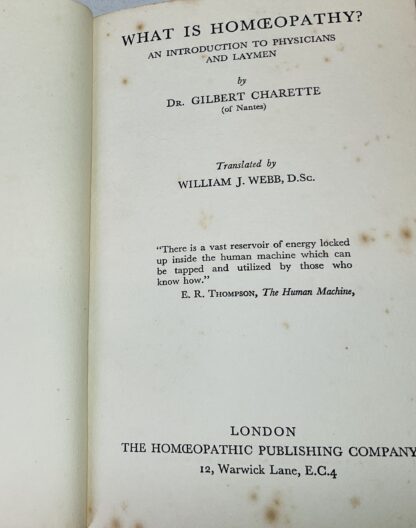 WHAT IS HOMŒOPATHY?
AN INTRODUCTION TO PHYSICIANS
AND LAYMEN
by
DR. GILBERT CHARETTE
(of Nantes)
Translated by
WILLIAM J. WEBB, D.Sc.
"There is a vast reservoir of energy locked
up inside the human machine which can
be tapped and utilized by those who
know how."
E. R. THOMPSON, The Human Machine,
LONDON
THE HOMŒOPATHIC PUBLISHING COMPANY
12, Warwick Lane, E.C.4